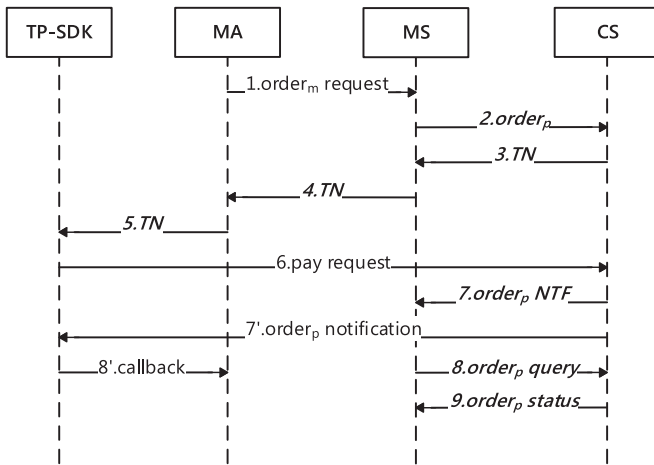 TP-SDK MA MS CS
1.orderₘ request
2.orderₚ
3.TN
4.TN
5.TN
6.pay request
7.orderₚ NTF
7'.orderₚ notification
8'.callback 8.orderₚ query
9.orderₚ status